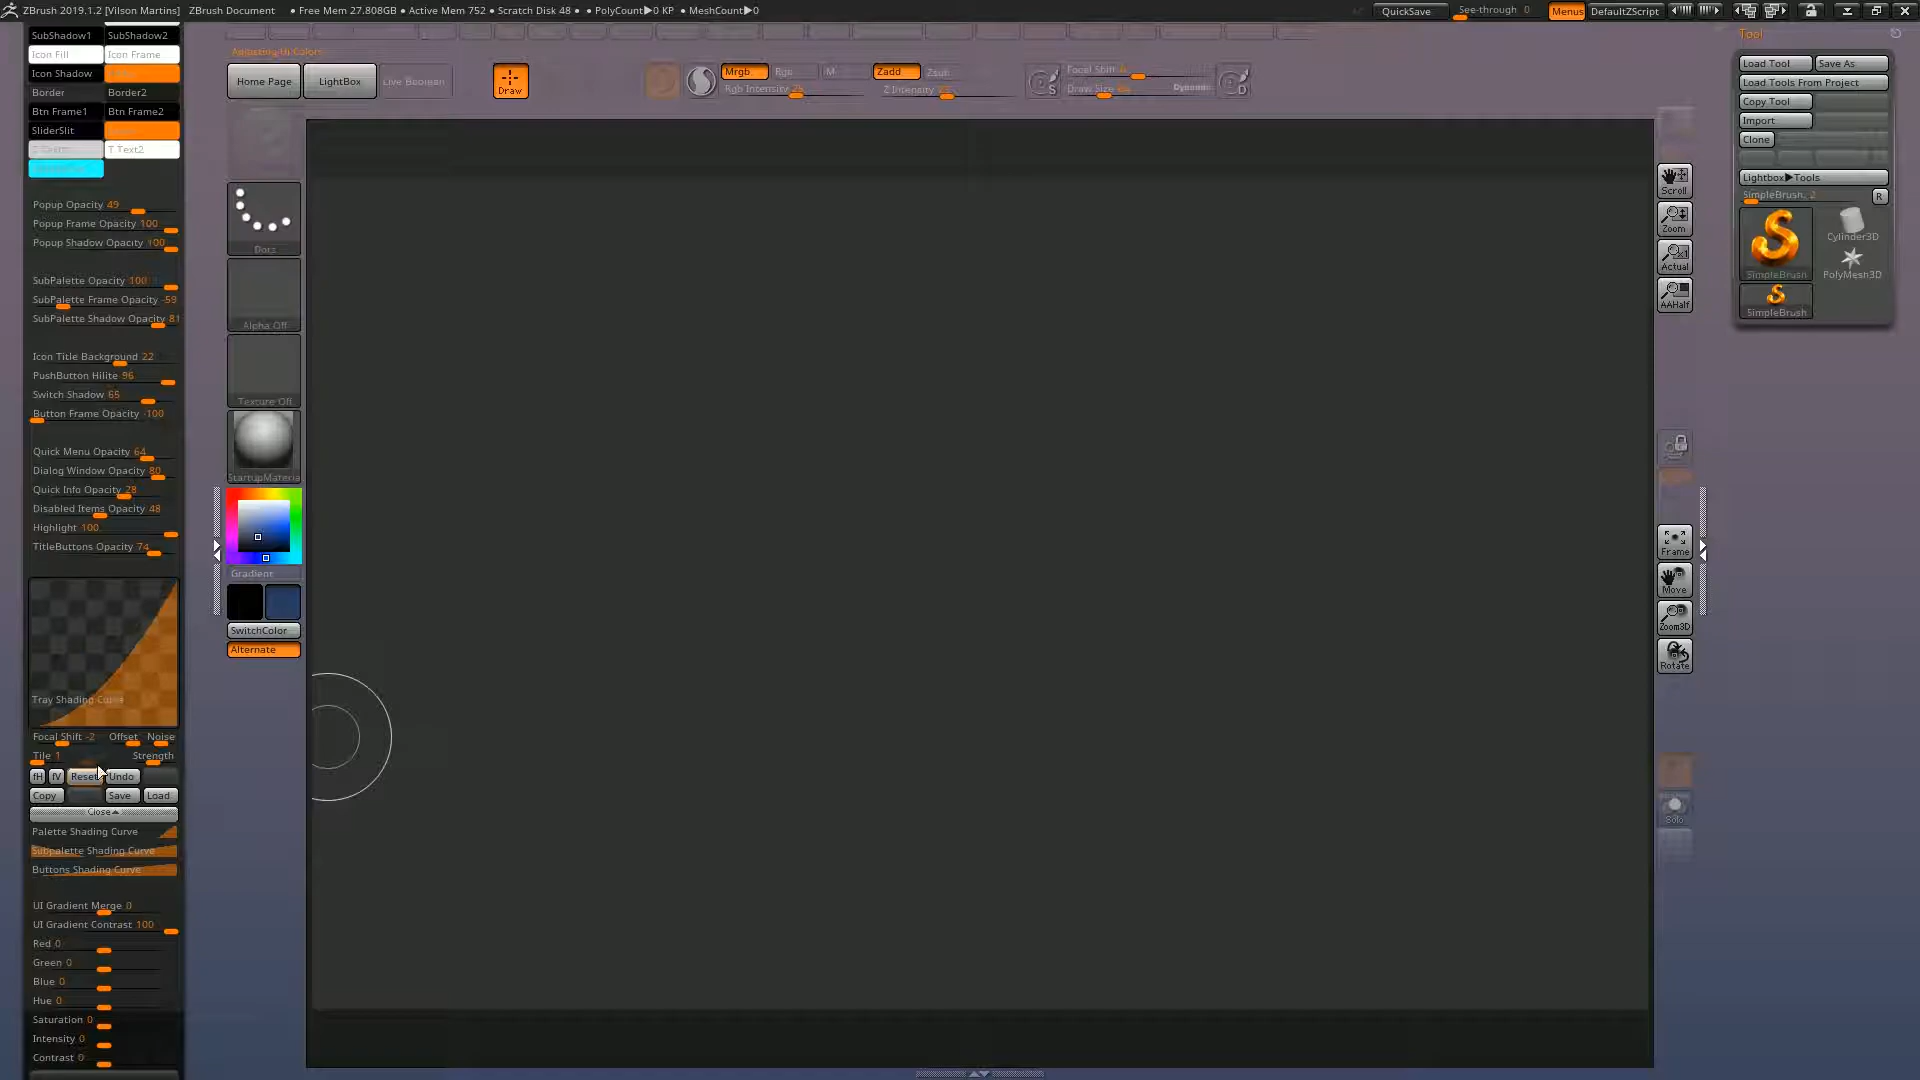 ZBrush 2019.1.2 [Vilson Martins] ZBrush Document • Free Mem 27.808GB • Active Mem 752 • Scratch Disk 48 • • PolyCount▶0 KP • MeshCount▶0 QuickSave See-through 0 Menus DefaultZScript
SubShadow1 SubShadow2
Icon Fill Icon Frame
Icon Shadow
Border Border2
Btn Frame1 Btn Frame2
SliderSlit
T Text2
Popup Opacity 49
Popup Frame Opacity 100
Popup Shadow Opacity 100
SubPalette Opacity 100
SubPalette Frame Opacity -59
SubPalette Shadow Opacity 81
Icon Title Background 22
PushButton Hilite 96
Switch Shadow 65
Button Frame Opacity -100
Quick Menu Opacity 64
Dialog Window Opacity 80
Quick Info Opacity 28
Disabled Items Opacity 48
Highlight 100
TitleButtons Opacity 74
Tray Shading Curve
Focal Shift -2 Offset Noise
Tile 1 Strength
fH fV Reset Undo
Copy Save Load
Close
Palette Shading Curve
Subpalette Shading Curve
Buttons Shading Curve
UI Gradient Merge 0
UI Gradient Contrast 100
Red 0
Green 0
Blue 0
Hue 0
Saturation 0
Intensity 0
Contrast 0
Adjusting UI Colors
Home Page LightBox Live Boolean Draw
Mrgb Rgb M Zadd Zsub
Rgb Intensity 25 Z Intensity
Focal Shift
Draw Size Dynamic
S D
Dots
Alpha Off
Texture Off
StartupMateria
Gradient
SwitchColor
Alternate
Scroll
Zoom
Actual
AAHalf
Frame
Move
Zoom3D
Rotate
Solo
Tool
Load Tool Save As
Load Tools From Project
Copy Tool
Import
Clone
Lightbox▶Tools
SimpleBrush. 2 R
Cylinder3D
SimpleBrush PolyMesh3D
SimpleBrush